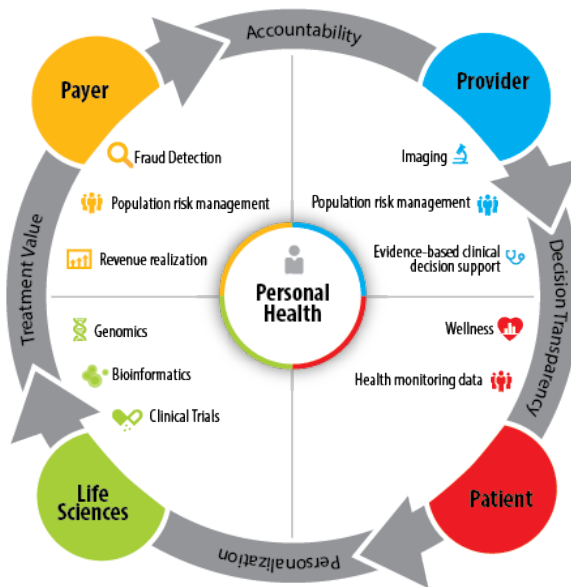 Accountability
Payer
Provider
Fraud Detection
Imaging
Population risk management
Population risk management
Revenue realization
Evidence-based clinical
decision support
Treatment Value
Decision Transparency
Personal
Health
Genomics
Wellness
Bioinformatics
Health monitoring data
Clinical Trials
Life
Sciences
Patient
Personalization